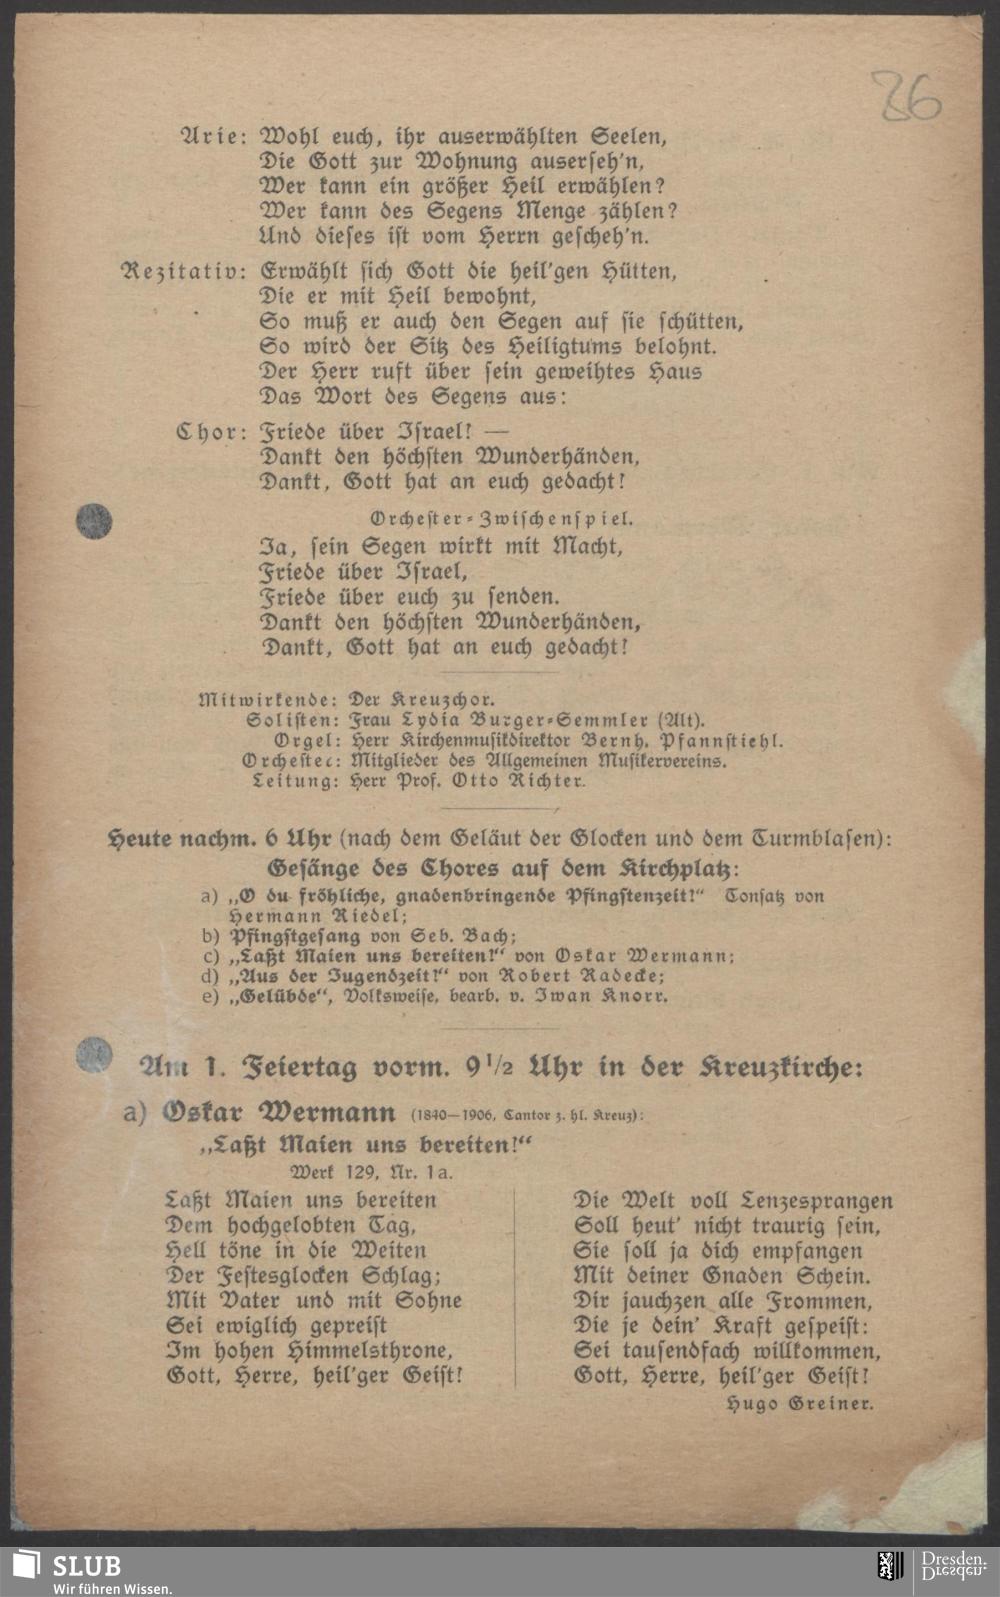 86
Arie: Wohl euch, ihr auserwählten Seelen,
Die Gott zur Wohnung auserseh'n,
Wer kann ein größer Heil erwählen?
Wer kann des Segens Menge zählen?
Und dieses ist vom Herrn gescheh'n.
Rezitativ: Erwählt sich Gott die heil'gen Hütten,
Die er mit Heil bewohnt,
So muß er auch den Segen auf sie schütten,
So wird der Sitz des Heiligtums belohnt.
Der Herr ruft über sein geweihtes Haus
Das Wort des Segens aus:
Chor: Friede über Israel! —
Dankt den höchsten Wunderhänden,
Dankt, Gott hat an euch gedacht!
Orchester-Zwischenspiel.
Ja, sein Segen wirkt mit Macht,
Friede über Israel,
Friede über euch zu senden.
Dankt den höchsten Wunderhänden,
Dankt, Gott hat an euch gedacht!
Mitwirkende: Der Kreuzchor.
Solisten: Frau Lydia Burger-Semmler (Alt).
Orgel: Herr Kirchenmusikdirektor Bernh. Pfannstiehl.
Orchester: Mitglieder des Allgemeinen Musikervereins.
Leitung: Herr Prof. Otto Richter.
Heute nachm. 6 Uhr (nach dem Geläut der Glocken und dem Turmblasen):
Gesänge des Chores auf dem Kirchplatz:
a) „O du fröhliche, gnadenbringende Pfingstenzeit!“ Tonsatz von
Hermann Riedel;
b) Pfingstgesang von Seb. Bach;
c) „Laßt Maien uns bereiten!“ von Oskar Wermann;
d) „Aus der Jugendzeit!“ von Robert Radecke;
e) „Gelübde“, Volksweise, bearb. v. Iwan Knorr.
Am 1. Feiertag vorm. 9 1/2 Uhr in der Kreuzkirche:
a) Oskar Wermann (1840—1906, Cantor z. hl. Kreuz):
„Laßt Maien uns bereiten!“
Werk 129, Nr. 1a.
Laßt Maien uns bereiten
Dem hochgelobten Tag,
Hell töne in die Weiten
Der Festesglocken Schlag;
Mit Vater und mit Sohne
Sei ewiglich gepreist
Im hohen Himmelsthrone,
Gott, Herre, heil'ger Geist!
Die Welt voll Lenzesprangen
Soll heut' nicht traurig sein,
Sie soll ja dich empfangen
Mit deiner Gnaden Schein.
Dir jauchzen alle Frommen,
Die je dein' Kraft gespeist:
Sei tausendfach willkommen,
Gott, Herre, heil'ger Geist!
Hugo Greiner.
SLUB
Wir führen Wissen.
Dresden.
Dresden.